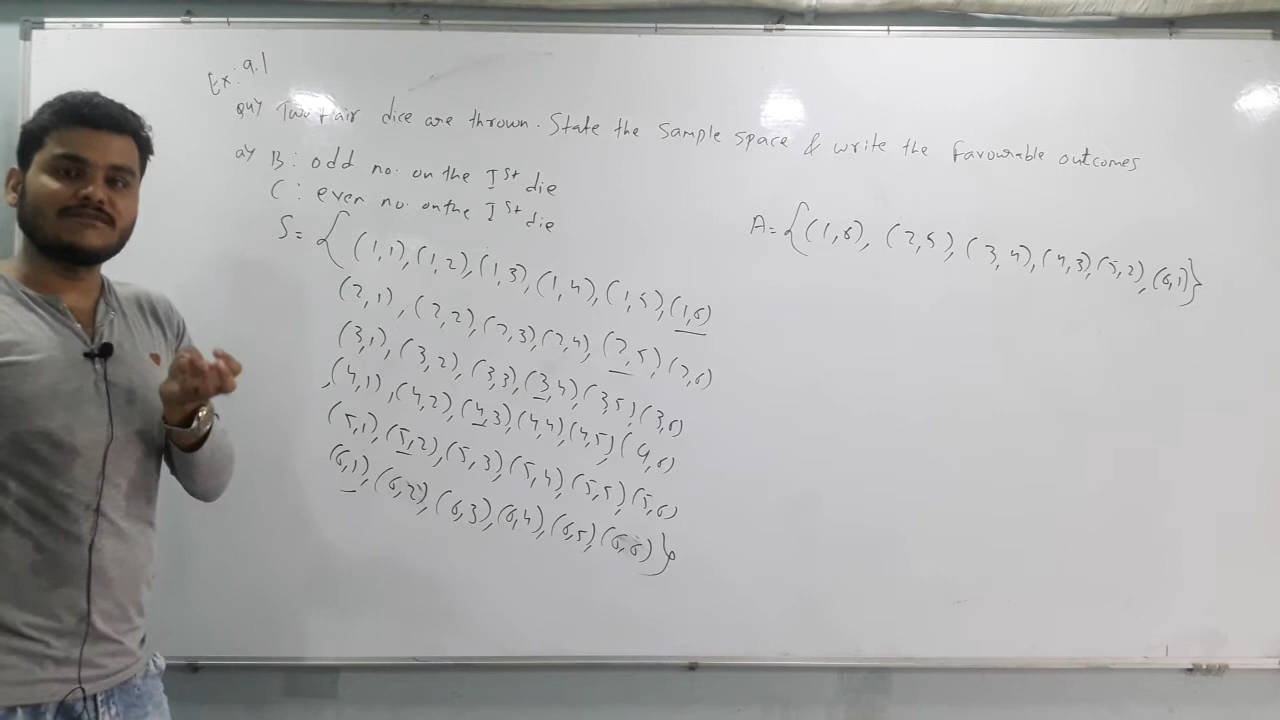 Ex: 9.1
Qu) Two fair dice are thrown. State the Sample space & write the favourable outcomes
a) B: odd no. on the Ist die
C: even no. on the Ist die
S= {(1,1),(1,2),(1,3),(1,4),(1,5),(1,6)
(2,1), (2,2),(2,3),(2,4),(2,5),(2,6)
(3,1), (3,2),(3,3),(3,4),(3,5),(3,6)
,(4,1),(4,2),(4,3),(4,4),(4,5),(4,6)
(5,1),(5,2),(5,3),(5,4),(5,5),(5,6)
(6,1),(6,2),(6,3),(6,4),(6,5),(6,6)}
A= {(1,6), (2,5), (3,4),(4,3),(5,2),(6,1)}